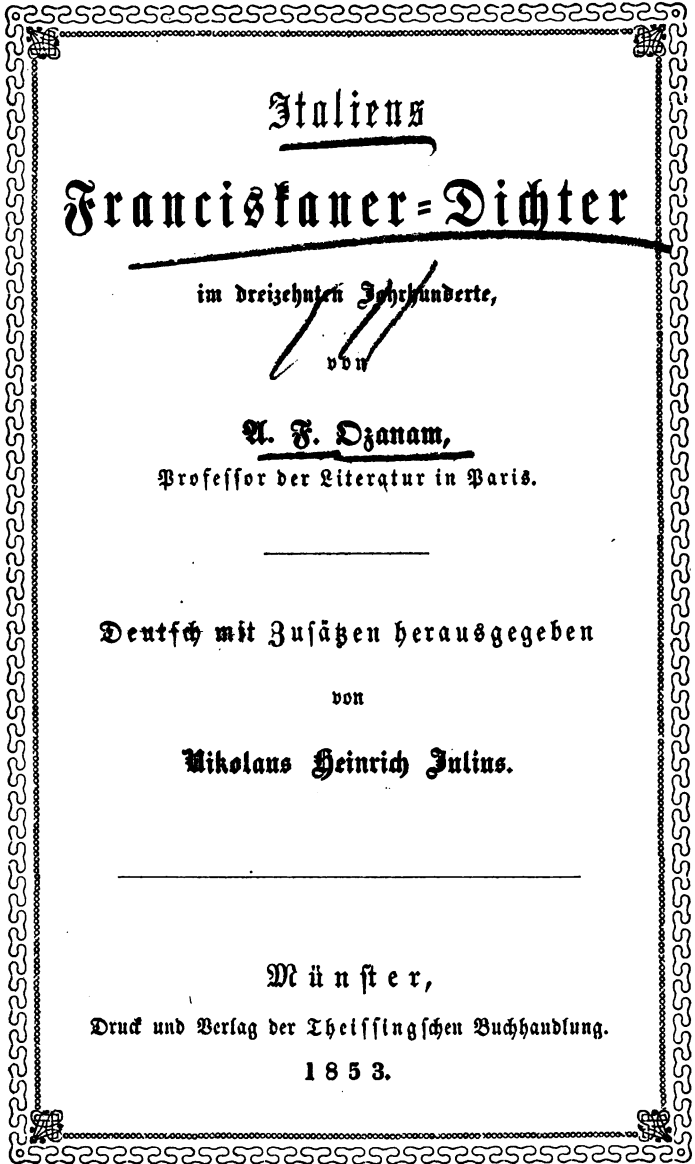 Italiens
Franciskaner-Dichter
im dreizehnten Jahrhunderte,
von
A. F. Ozanam,
Professor der Literatur in Paris.
Deutsch mit Zusätzen herausgegeben
von
Nikolaus Heinrich Julius.
Münster,
Druck und Verlag der Theissingschen Buchhandlung.
1853.